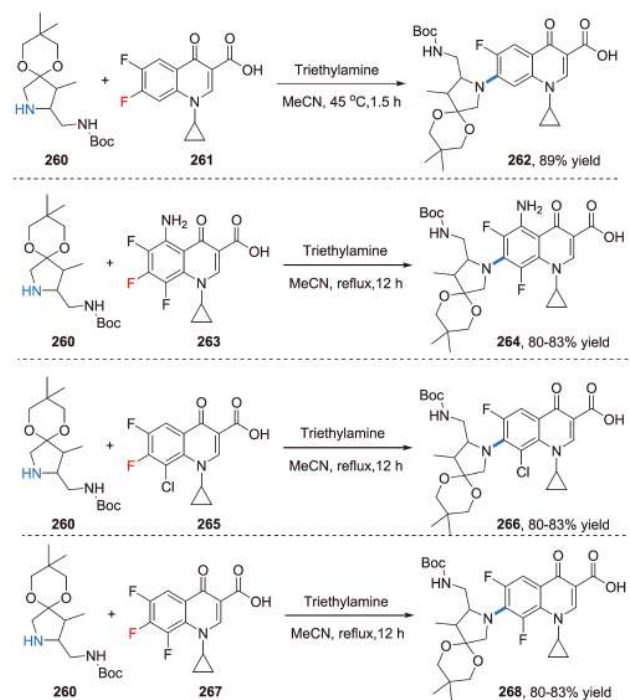 O O
HN
NH
Boc
260
+
F
F
O O
OH
N
261
Triethylamine
MeCN, 45 °C,1.5 h
Boc
HN
F
O O
OH
N
N
O O
262, 89% yield
O O
HN
NH
Boc
260
+
NH2 O O
F
OH
F
F
N
263
Triethylamine
MeCN, reflux,12 h
Boc
HN
NH2 O O
F
OH
N
F
N
O O
264, 80-83% yield
O O
HN
NH
Boc
260
+
O O
F
OH
F
Cl
N
265
Triethylamine
MeCN, reflux,12 h
Boc
HN
F
O O
OH
N
Cl
N
O O
266, 80-83% yield
O O
HN
NH
Boc
260
+
O O
F
OH
F
F
N
267
Triethylamine
MeCN, reflux,12 h
Boc
HN
F
O O
OH
N
F
N
O O
268, 80-83% yield